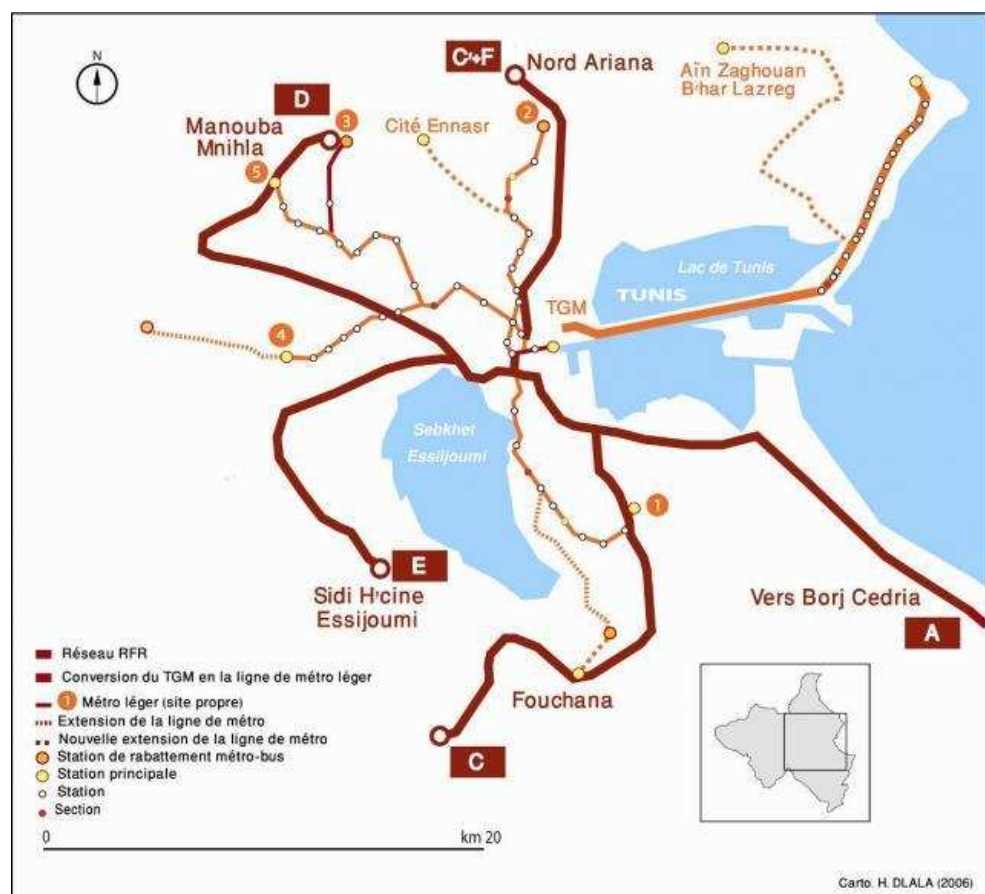 N
C'+F
Nord Ariana
Aïn Zaghouan
B'har Lazreg
D
3
Manouba
Mnihla
Cité Ennasr
2
5
Lac de Tunis
TUNIS
TGM
4
Sebkhet
Essiljoumi
1
E
Sidi H'cine
Essijoumi
Vers Borj Cedria
A
Fouchana
C
Réseau RFR
Conversion du TGM en la ligne de métro léger
1 Métro léger (site propre)
Extension de la ligne de métro
Nouvelle extension de la ligne de métro
Station de rabattement métro-bus
Station principale
Station
Section
0 km 20
Carto. H. DLALA (2006)